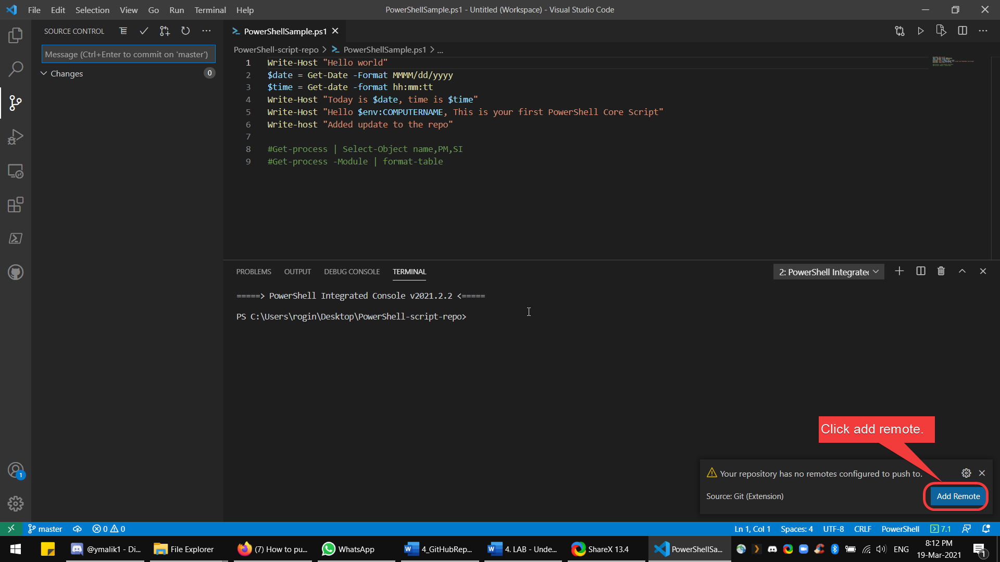 File Edit Selection View Go Run Terminal Help
PowerShellSample.ps1 - Untitled (Workspace) - Visual Studio Code
SOURCE CONTROL
PowerShellSample.ps1
Message (Ctrl+Enter to commit on 'master')
Changes 0
PowerShell-script-repo > PowerShellSample.ps1 > ...
1 Write-Host "Hello world"
2 $date = Get-Date -Format MMMM/dd/yyyy
3 $time = Get-date -format hh:mm:tt
4 Write-Host "Today is $date, time is $time"
5 Write-Host "Hello $env:COMPUTERNAME, This is your first PowerShell Core Script"
6 Write-host "Added update to the repo"
7
8 #Get-process | Select-Object name,PM,SI
9 #Get-process -Module | format-table
PROBLEMS OUTPUT DEBUG CONSOLE TERMINAL
2: PowerShell Integrate
=====> PowerShell Integrated Console v2021.2.2 <=====
PS C:\Users\rogin\Desktop\PowerShell-script-repo>
Click add remote.
Your repository has no remotes configured to push to.
Source: Git (Extension)
Add Remote
1
master 0 0
Ln 1, Col 1 Spaces: 4 UTF-8 CRLF PowerShell 7.1
@ymalik1 - Di... File Explorer (7) How to pu... WhatsApp 4_GitHubRep... 4. LAB - Unde... ShareX 13.4 PowerShellSa...
ENG
8:12 PM
19-Mar-2021
1